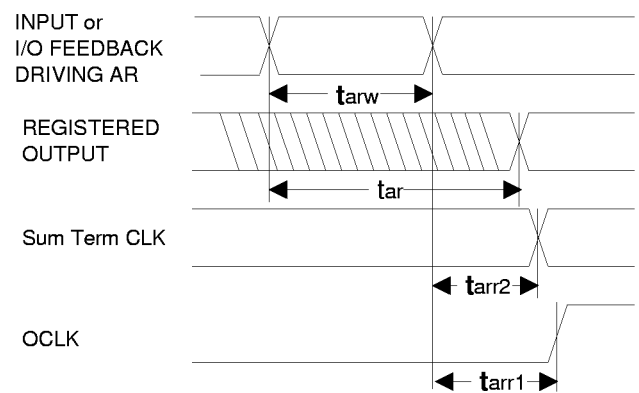 INPUT or
I/O FEEDBACK
DRIVING AR
tarw
REGISTERED
OUTPUT
tar
Sum Term CLK
tarr2
OCLK
tarr1